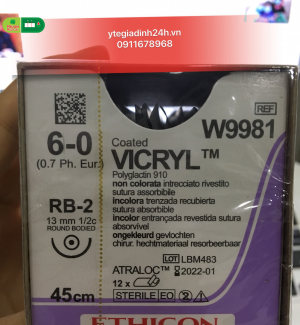 ytegiadinh24h.vn
0911678968
REF
6-0
(0.7 Ph. Eur.)
W9981
Coated
VICRYL™
Polyglactin 910
non colorata intrecciato rivestito
sutura assorbibile
incolora trenzada recubierta
sutura absorbible
incolor entrançada revestida sutura
absorvível
ongekleurd gevlochten
chirur. hechtmateriaal resorbeerbaar
RB-2
13 mm 1/2c
ROUND BODIED
LOT LBM483
ATRALOC™ 2022-01
12 x
45cm
STERILE EO 2
ETHICON